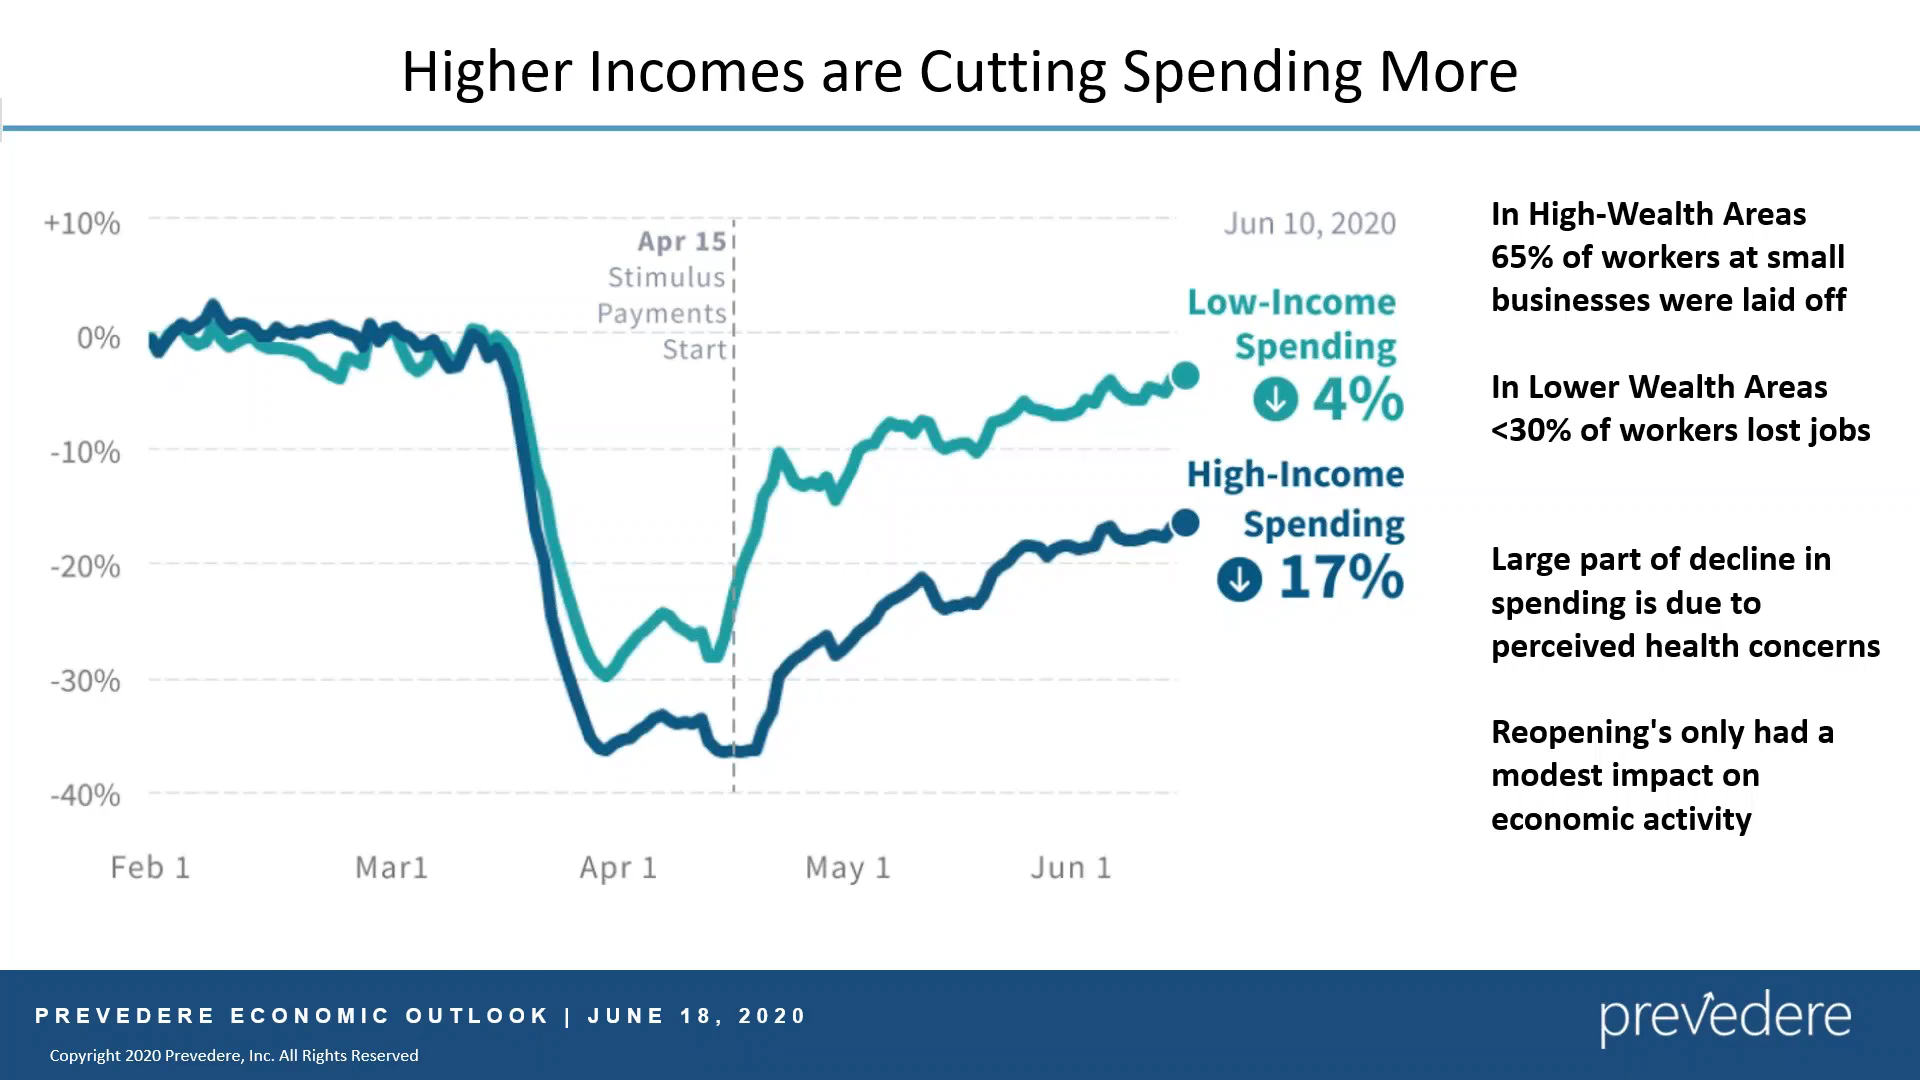 Higher Incomes are Cutting Spending More
+10%
0%
-10%
-20%
-30%
-40%
Apr 15
Stimulus
Payments
Start
Jun 10, 2020
Low-Income
Spending
4%
High-Income
Spending
17%
Feb 1
Mar1
Apr 1
May 1
Jun 1
In High-Wealth Areas
65% of workers at small
businesses were laid off
In Lower Wealth Areas
<30% of workers lost jobs
Large part of decline in
spending is due to
perceived health concerns
Reopening's only had a
modest impact on
economic activity
PREVEDERE ECONOMIC OUTLOOK | JUNE 18, 2020
Copyright 2020 Prevedere, Inc. All Rights Reserved
prevedere